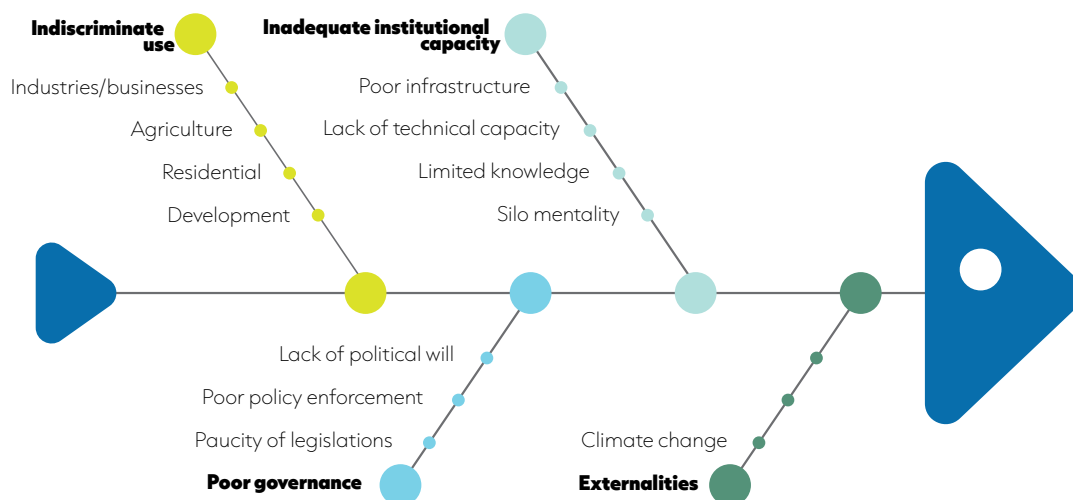 Indiscriminate
use
Industries/businesses
Agriculture
Residential
Development
Inadequate institutional
capacity
Poor infrastructure
Lack of technical capacity
Limited knowledge
Silo mentality
Lack of political will
Poor policy enforcement
Paucity of legislations
Poor governance
Climate change
Externalities